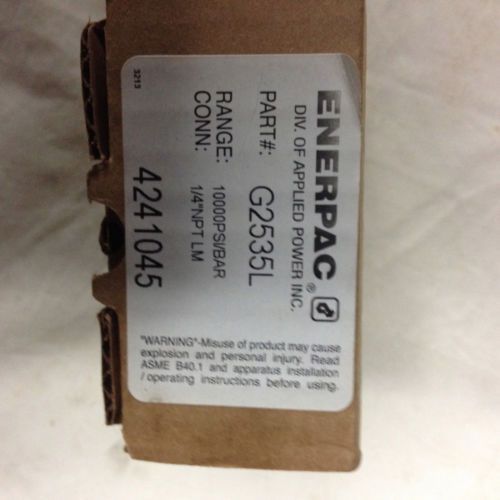 ENERPAC®
DIV. OF APPLIED POWER INC.
PART#: G2535L
RANGE: 10000PSI/BAR
CONN: 1/4"NPT LM
4241045
3213
"WARNING"-Misuse of product may cause
explosion and personal injury. Read
ASME B40.1 and apparatus installation
/ operating instructions before using.